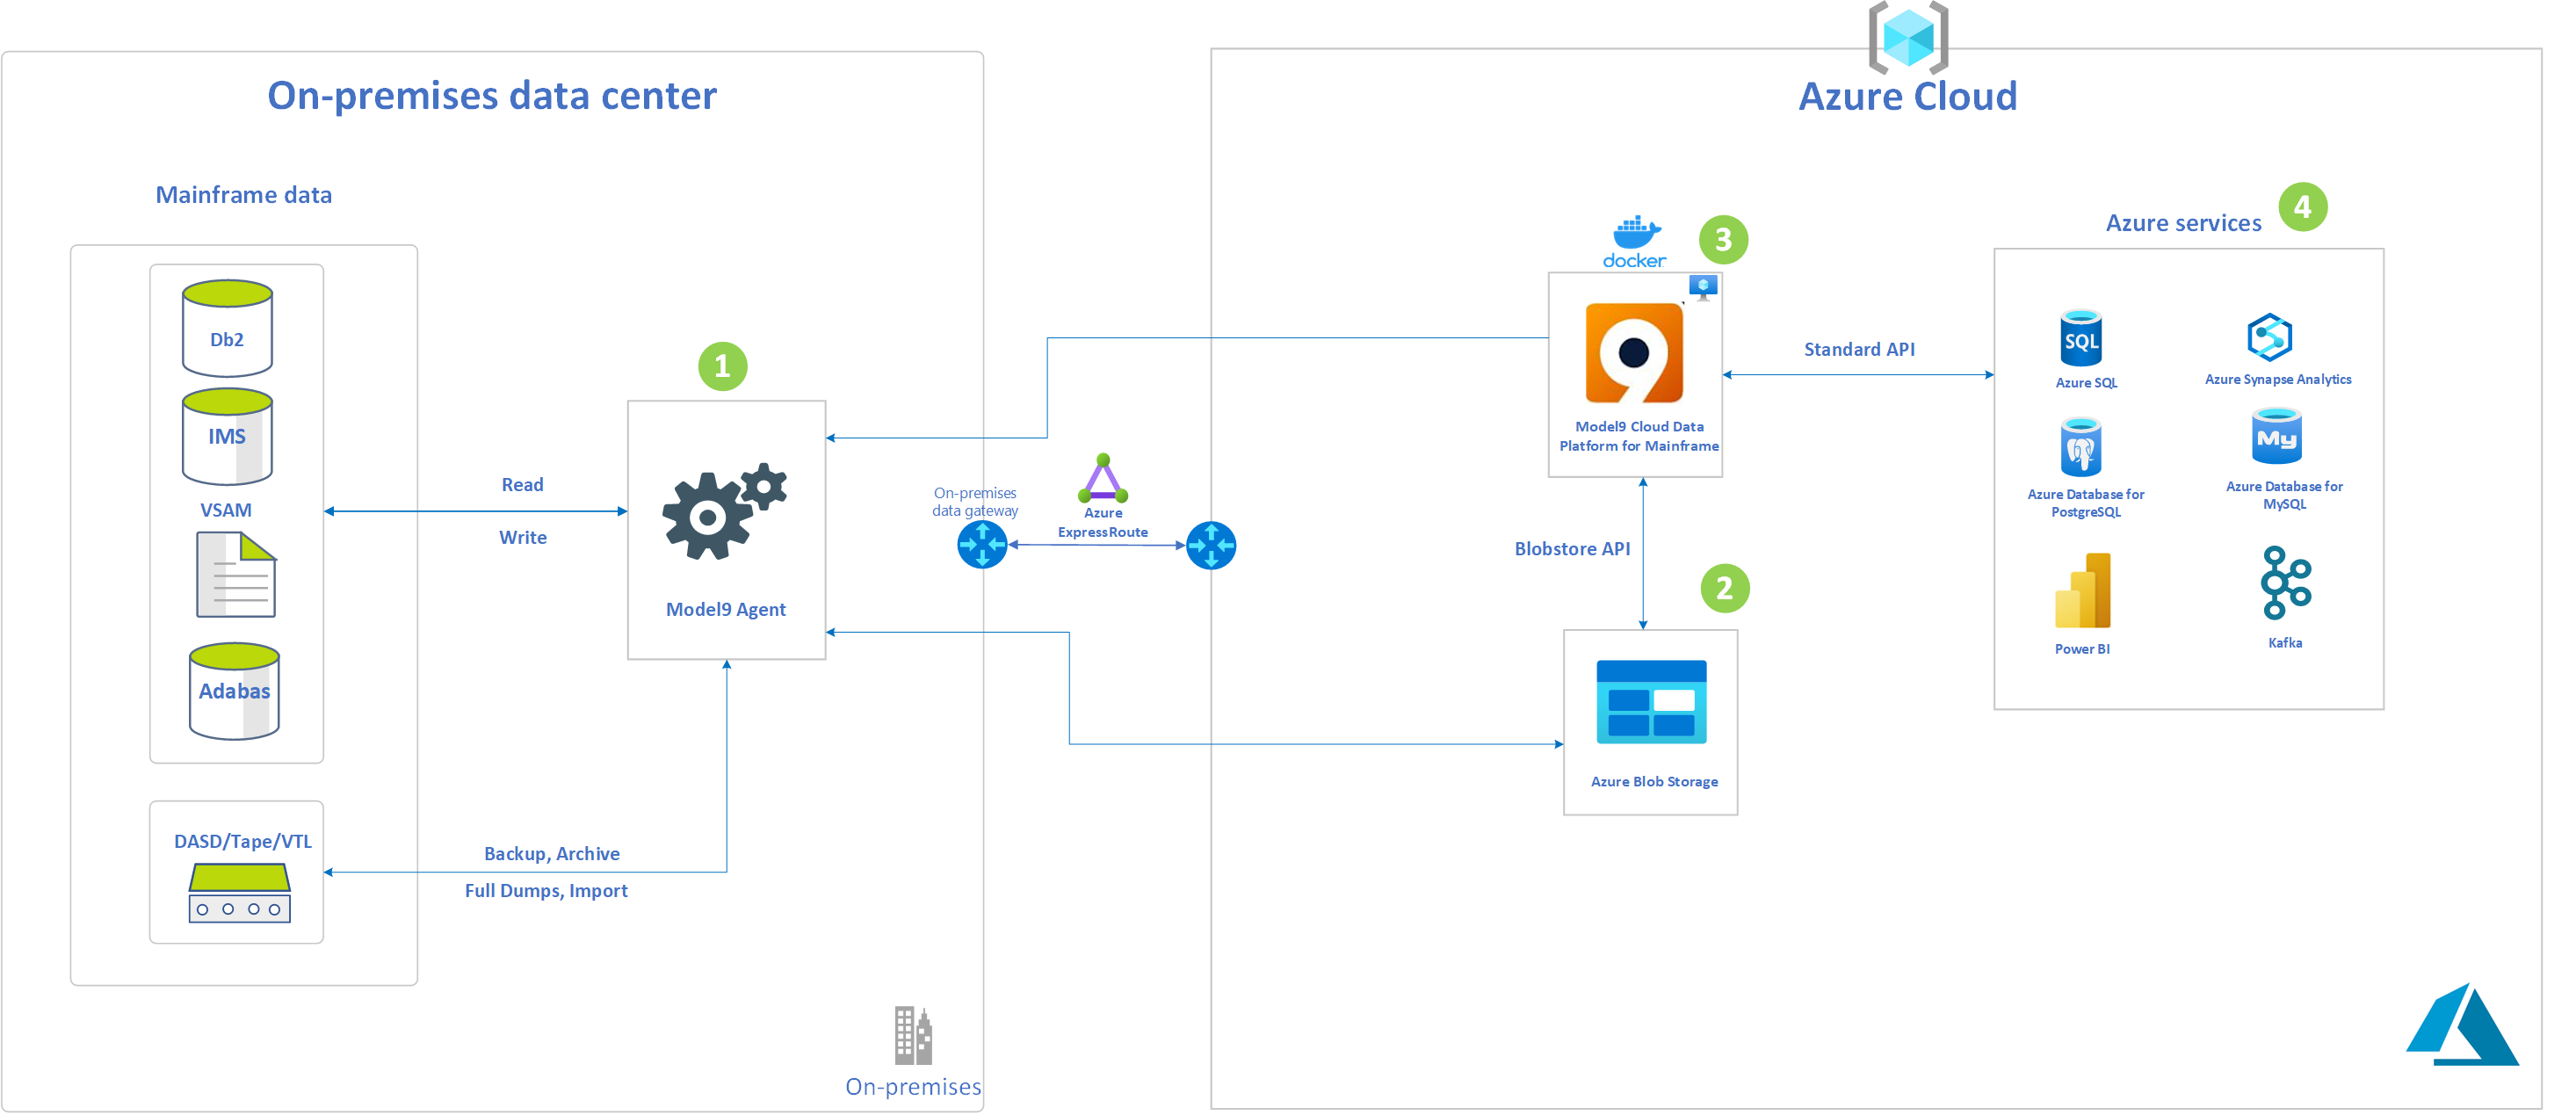 On-premises data center
Mainframe data
Db2
IMS
VSAM
Adabas
DASD/Tape/VTL
Read
Write
Backup, Archive
Full Dumps, Import
1
Model9 Agent
On-premises
data gateway
Azure
ExpressRoute
On-premises
Azure Cloud
docker
3
Model9 Cloud Data
Platform for Mainframe
Blobstore API
2
Azure Blob Storage
Standard API
Azure services
4
SQL
Azure SQL
Azure Synapse Analytics
Azure Database for
PostgreSQL
My
Azure Database for
MySQL
Power BI
Kafka